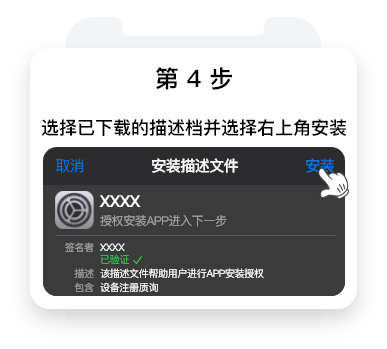 第 4 步
选择已下载的描述档并选择右上角安装
取消 安装描述文件 安装
XXXX
授权安装APP进入下一步
签名者 XXXX
已验证
描述 该描述文件帮助用户进行APP安装授权
包含 设备注册质询